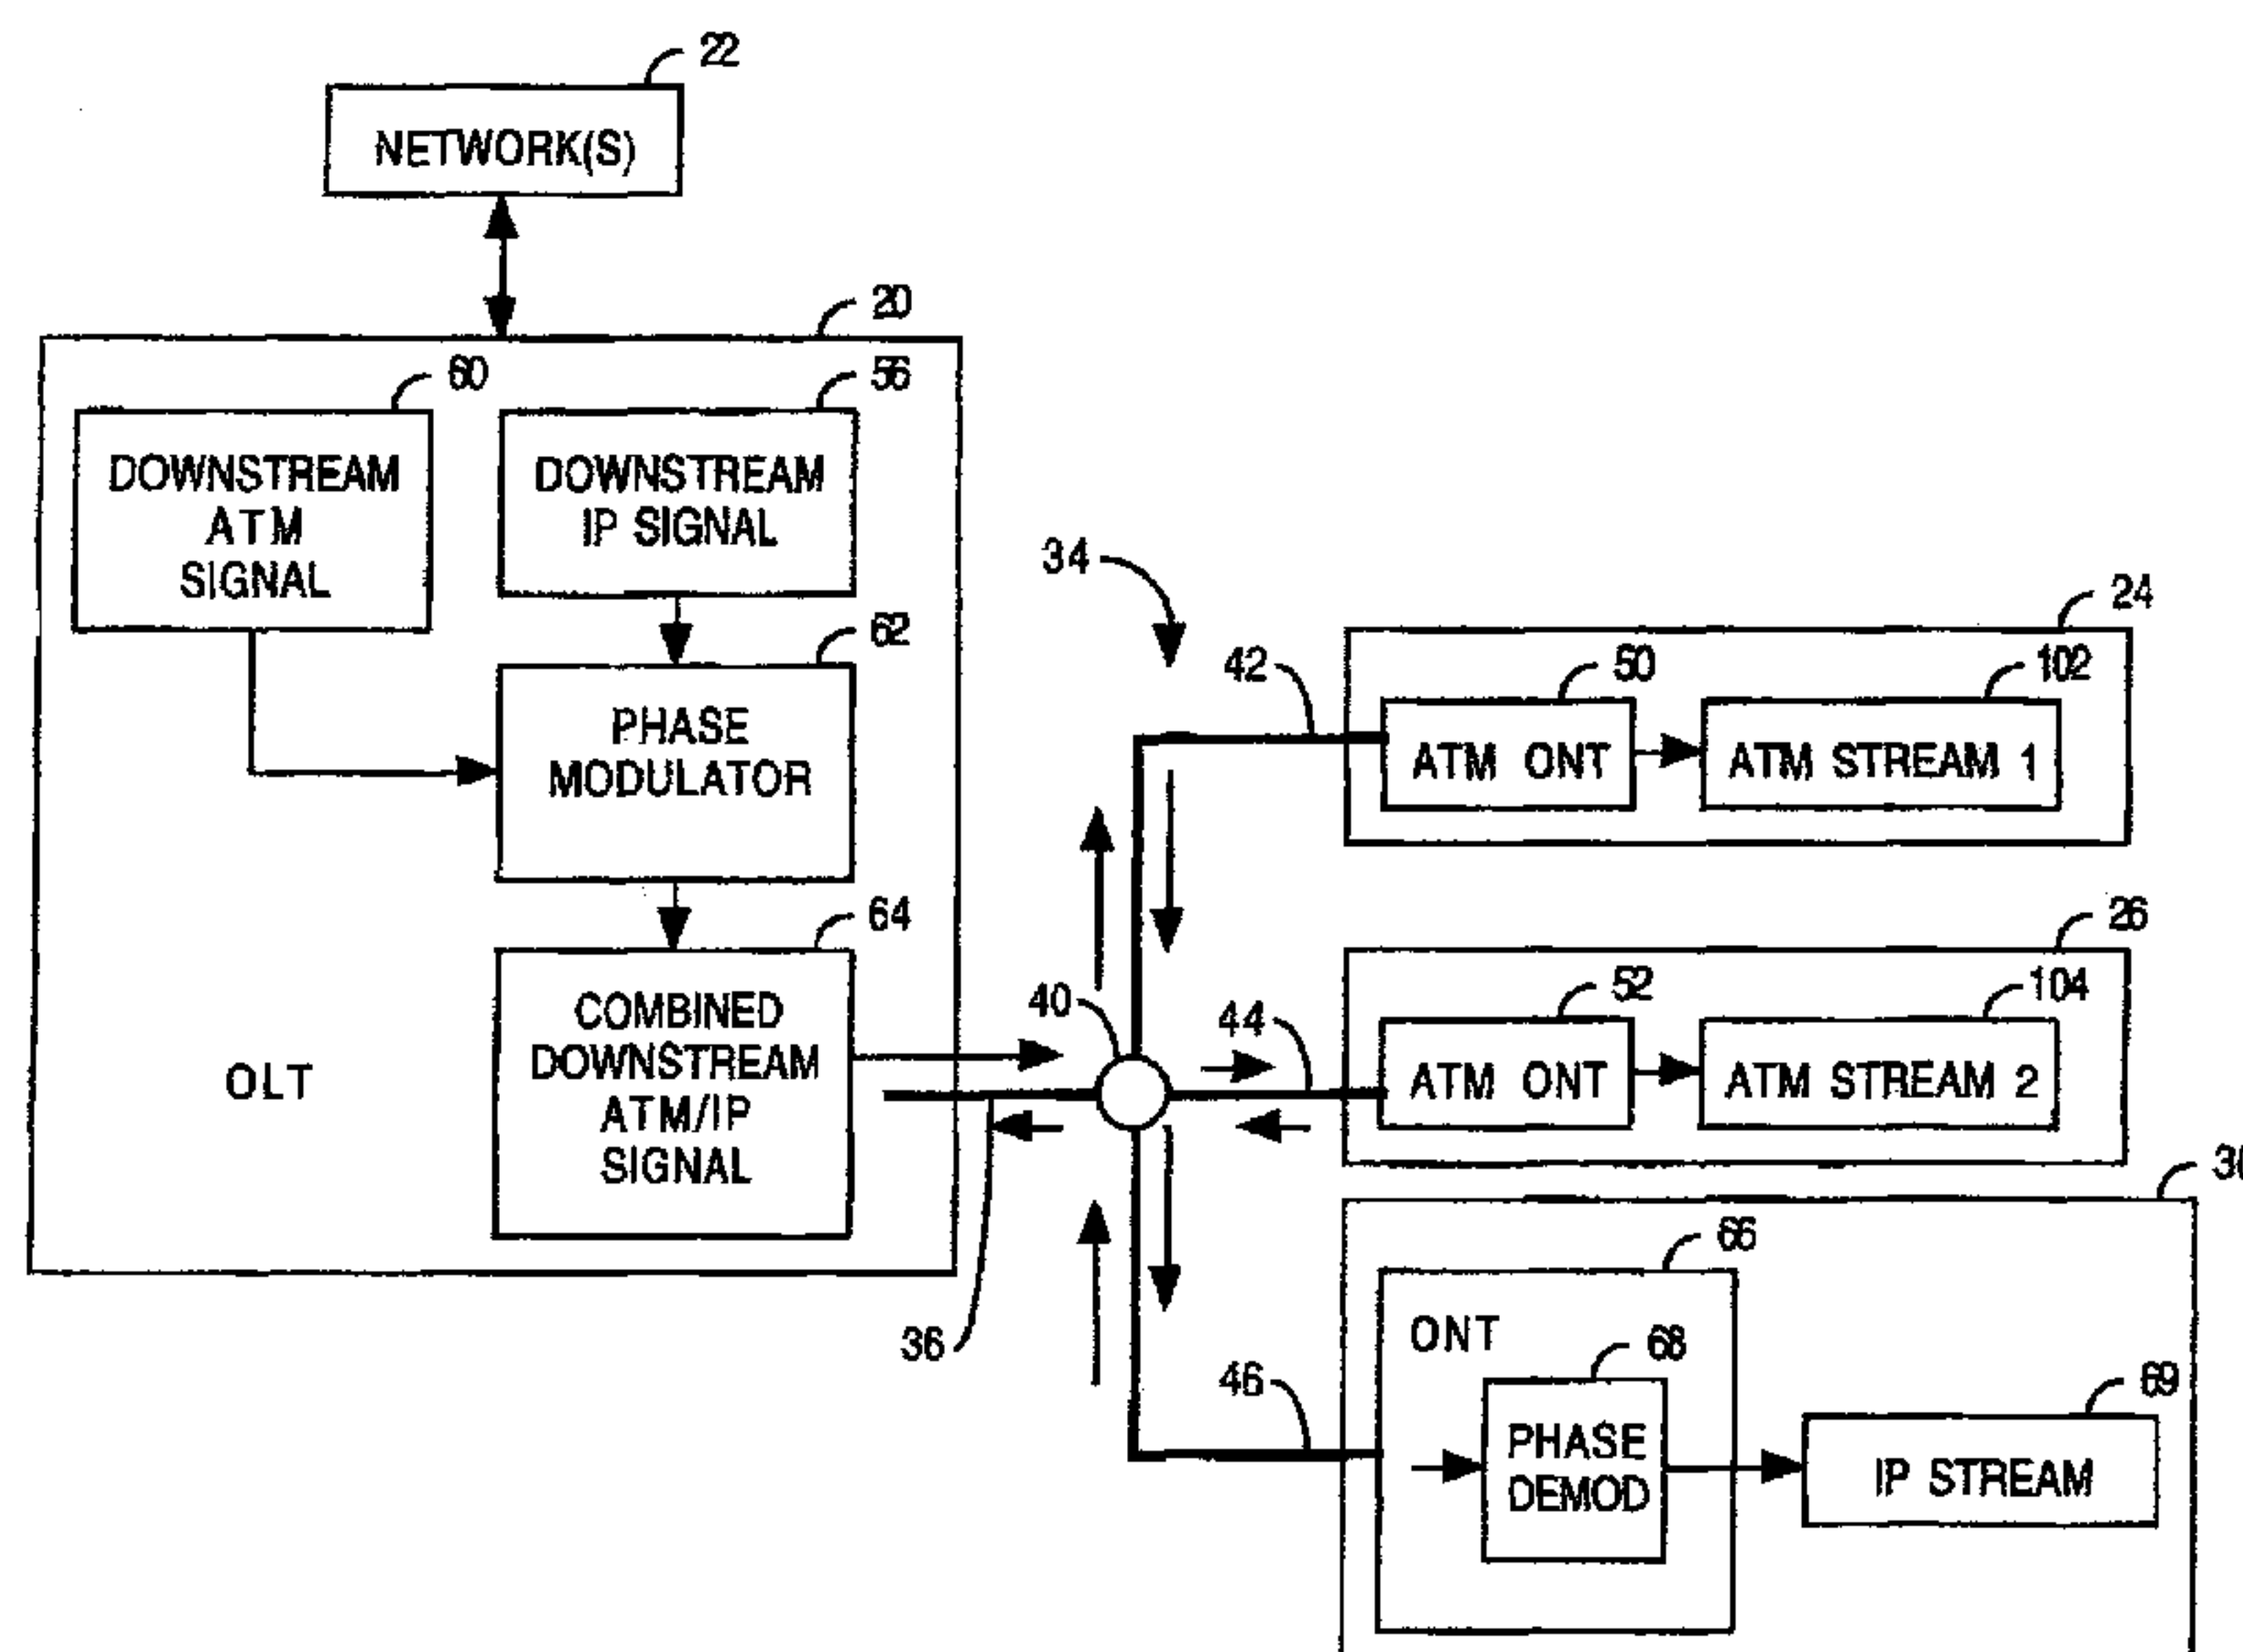 22
NETWORK(S)
20
60
56
DOWNSTREAM
ATM
SIGNAL
DOWNSTREAM
IP SIGNAL
62
PHASE
MODULATOR
64
COMBINED
DOWNSTREAM
ATM/IP
SIGNAL
OLT
34
40
36
42
24
50
102
ATM ONT
ATM STREAM 1
44
26
52
104
ATM ONT
ATM STREAM 2
46
66
ONT
68
PHASE
DEMOD
69
IP STREAM